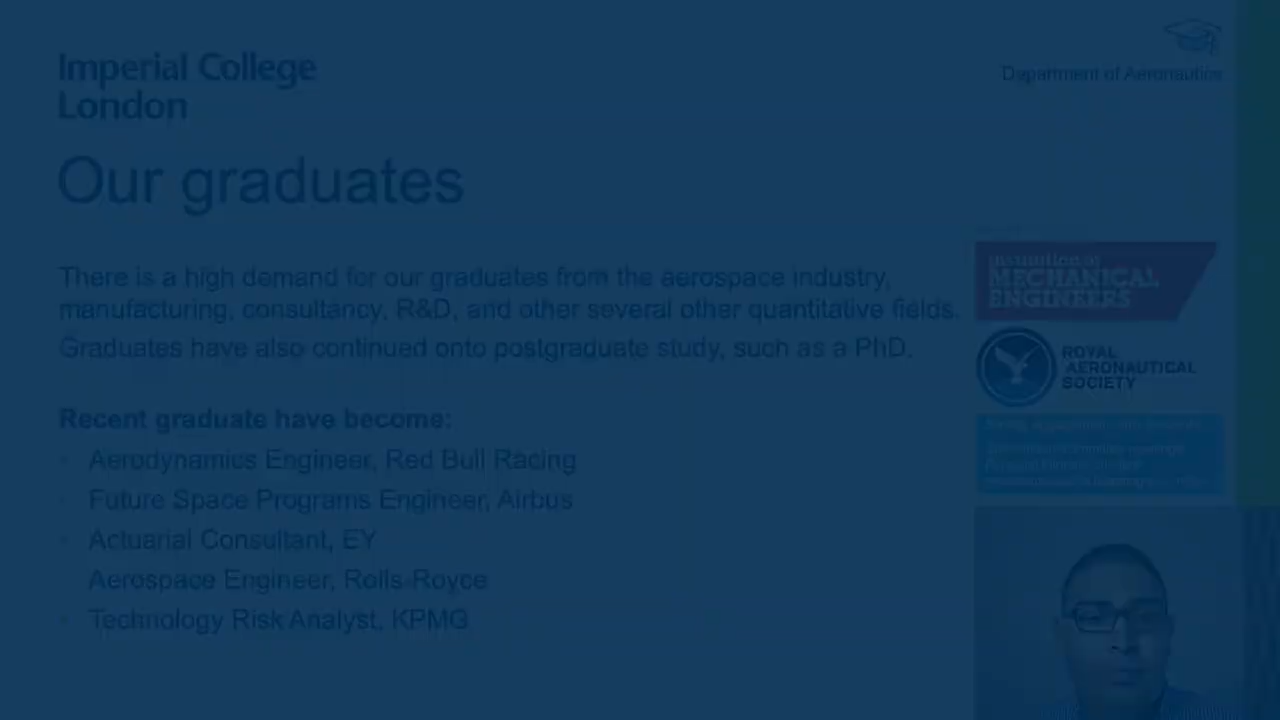 Imperial College
London
Department of Aeronautics
Our graduates
There is a high demand for our graduates from the aerospace industry,
manufacturing, consultancy, R&D, and other several other quantitative fields.
Graduates have also continued onto postgraduate study, such as a PhD.
Institution of
MECHANICAL
ENGINEERS
ROYAL
AERONAUTICAL
SOCIETY
Recent graduate have become:
Aerodynamics Engineer, Red Bull Racing
Future Space Programs Engineer, Airbus
Actuarial Consultant, EY
Aerospace Engineer, Rolls-Royce
Technology Risk Analyst, KPMG